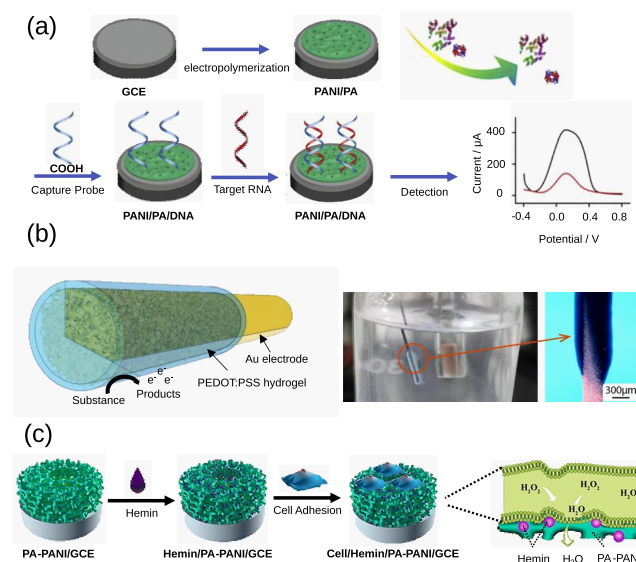 (a)
electropolymerization
GCE
PANI/PA
COOH
Capture Probe
Target RNA
Detection
PANI/PA/DNA
PANI/PA/DNA
Current / µA
400
200
0
-0.4 0.0 0.4 0.8
Potential / V
(b)
Au electrode
PEDOT:PSS hydrogel
e- e- e-
Products
Substance
300µm
(c)
Hemin
Cell Adhesion
PA-PANI/GCE
Hemin/PA-PANI/GCE
Cell/Hemin/PA-PANI/GCE
H2O2
H2O2
H2O
H2O
Hemin H2O PA-PAN